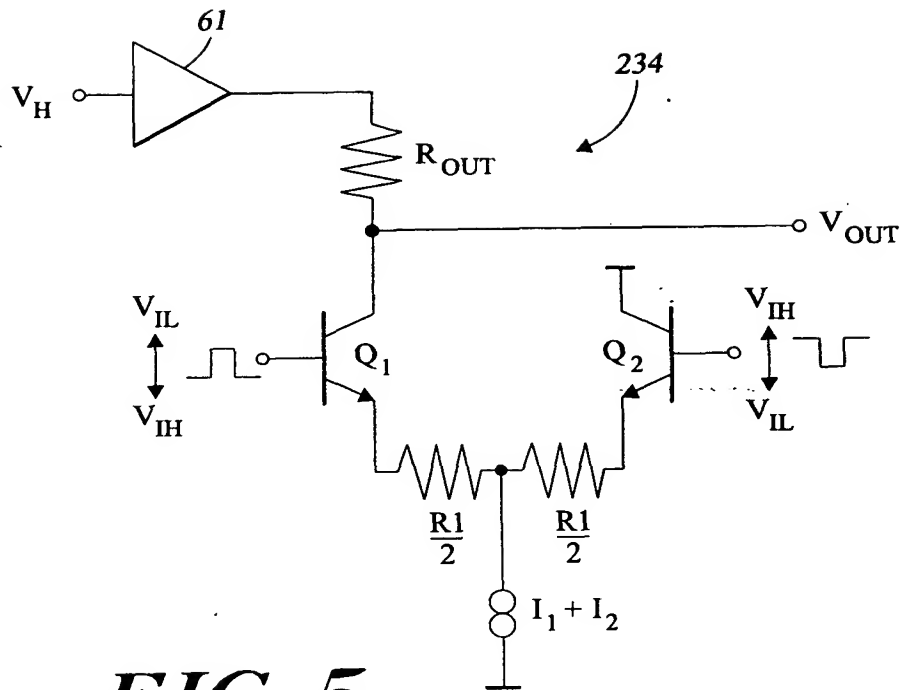 61
234
V_H
R_OUT
V_OUT
V_IL
V_IH
Q_1
Q_2
V_IH
V_IL
R1/2
R1/2
I_1 + I_2
FIG. 5